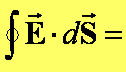 ∮ E⃗ · dS⃗ =